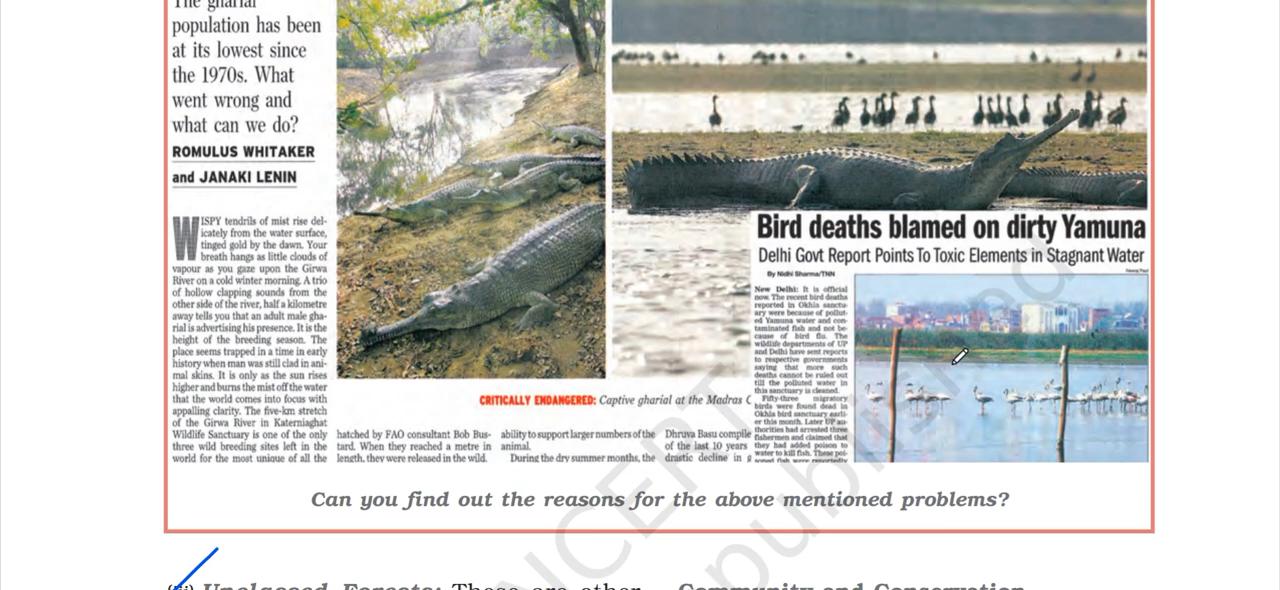 The gharial
population has been
at its lowest since
the 1970s. What
went wrong and
what can we do?
ROMULUS WHITAKER
and JANAKI LENIN
WISPY tendrils of mist rise del-
icately from the water surface,
tinged gold by the dawn. Your
breath hangs as little clouds of
vapour as you gaze upon the Girwa
River on a cold winter morning. A trio
of hollow clapping sounds from the
other side of the river, half a kilometre
away tells you that an adult male gha-
rial is advertising his presence. It is the
height of the breeding season. The
place seems trapped in a time in early
history when man was still clad in ani-
mal skins. It is only as the sun rises
higher and burns the mist off the water
that the world comes into focus with
appalling clarity. The five-km stretch
of the Girwa River in Katerniaghat
Wildlife Sanctuary is one of the only
three wild breeding sites left in the
world for the most unique of all the
CRITICALLY ENDANGERED: Captive gharial at the Madras C
hatched by FAO consultant Bob Bus-
tard. When they reached a metre in
length, they were released in the wild.
ability to support larger numbers of the
animal.
During the dry summer months, the
Dhruva Basu compile
of the last 10 years
drastic decline in g
Bird deaths blamed on dirty Yamuna
Delhi Govt Report Points To Toxic Elements in Stagnant Water
By Nidhi Sharma/TNN
New Delhi: It is official
now. The recent bird deaths
reported in Okhla sanctu-
ary were because of pollut-
ed Yamuna water and con-
taminated fish and not be-
cause of bird flu. The
wildlife departments of UP
and Delhi have sent reports
to respective governments
saying that more such
deaths cannot be ruled out
till the polluted water in
this sanctuary is cleaned.
Fifty-three migratory
birds were found dead in
Okhla bird sanctuary earli-
er this month. Later UP au-
thorities had arrested three
fishermen and claimed that
they had added poison to
water to kill fish. These poi-
soned fish were reportedly
Can you find out the reasons for the above mentioned problems?
Unclassed Forests: These are other
Community and Conservation
NCERT
published